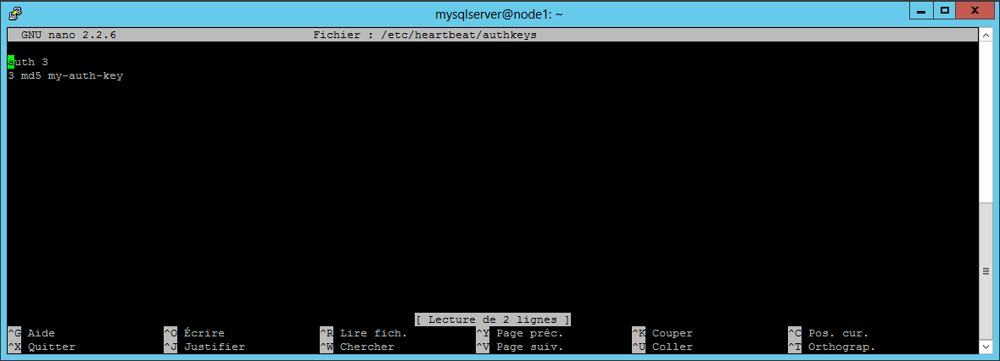 mysqlserver@node1: ~
GNU nano 2.2.6 Fichier : /etc/heartbeat/authkeys
auth 3
3 md5 my-auth-key
[ Lecture de 2 lignes ]
^G Aide ^O Écrire ^R Lire fich. ^Y Page préc. ^K Couper ^C Pos. cur.
^X Quitter ^J Justifier ^W Chercher ^V Page suiv. ^U Coller ^T Orthograp.